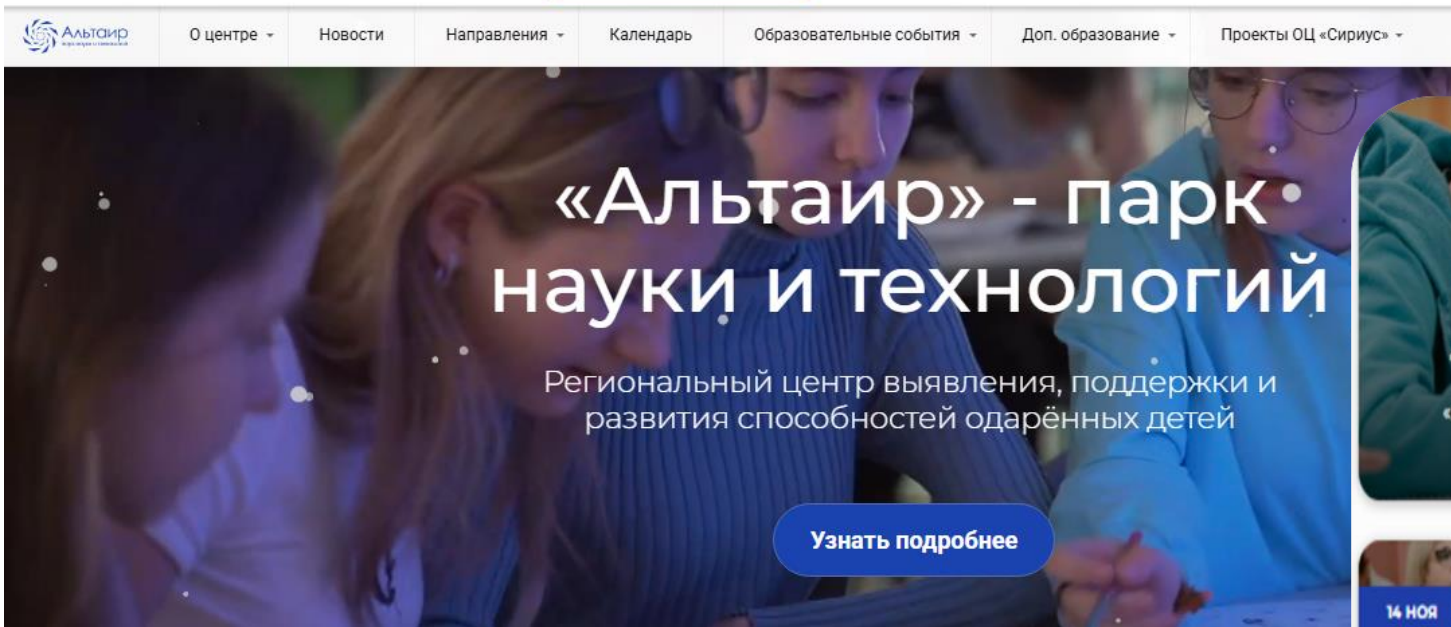 Альтаир
О центре
Новости
Направления
Календарь
Образовательные события
Доп. образование
Проекты ОЦ «Сириус»
«Альтаир» - парк
науки и технологий
Региональный центр выявления, поддержки и
развития способностей одарённых детей
Узнать подробнее
14 НОЯ